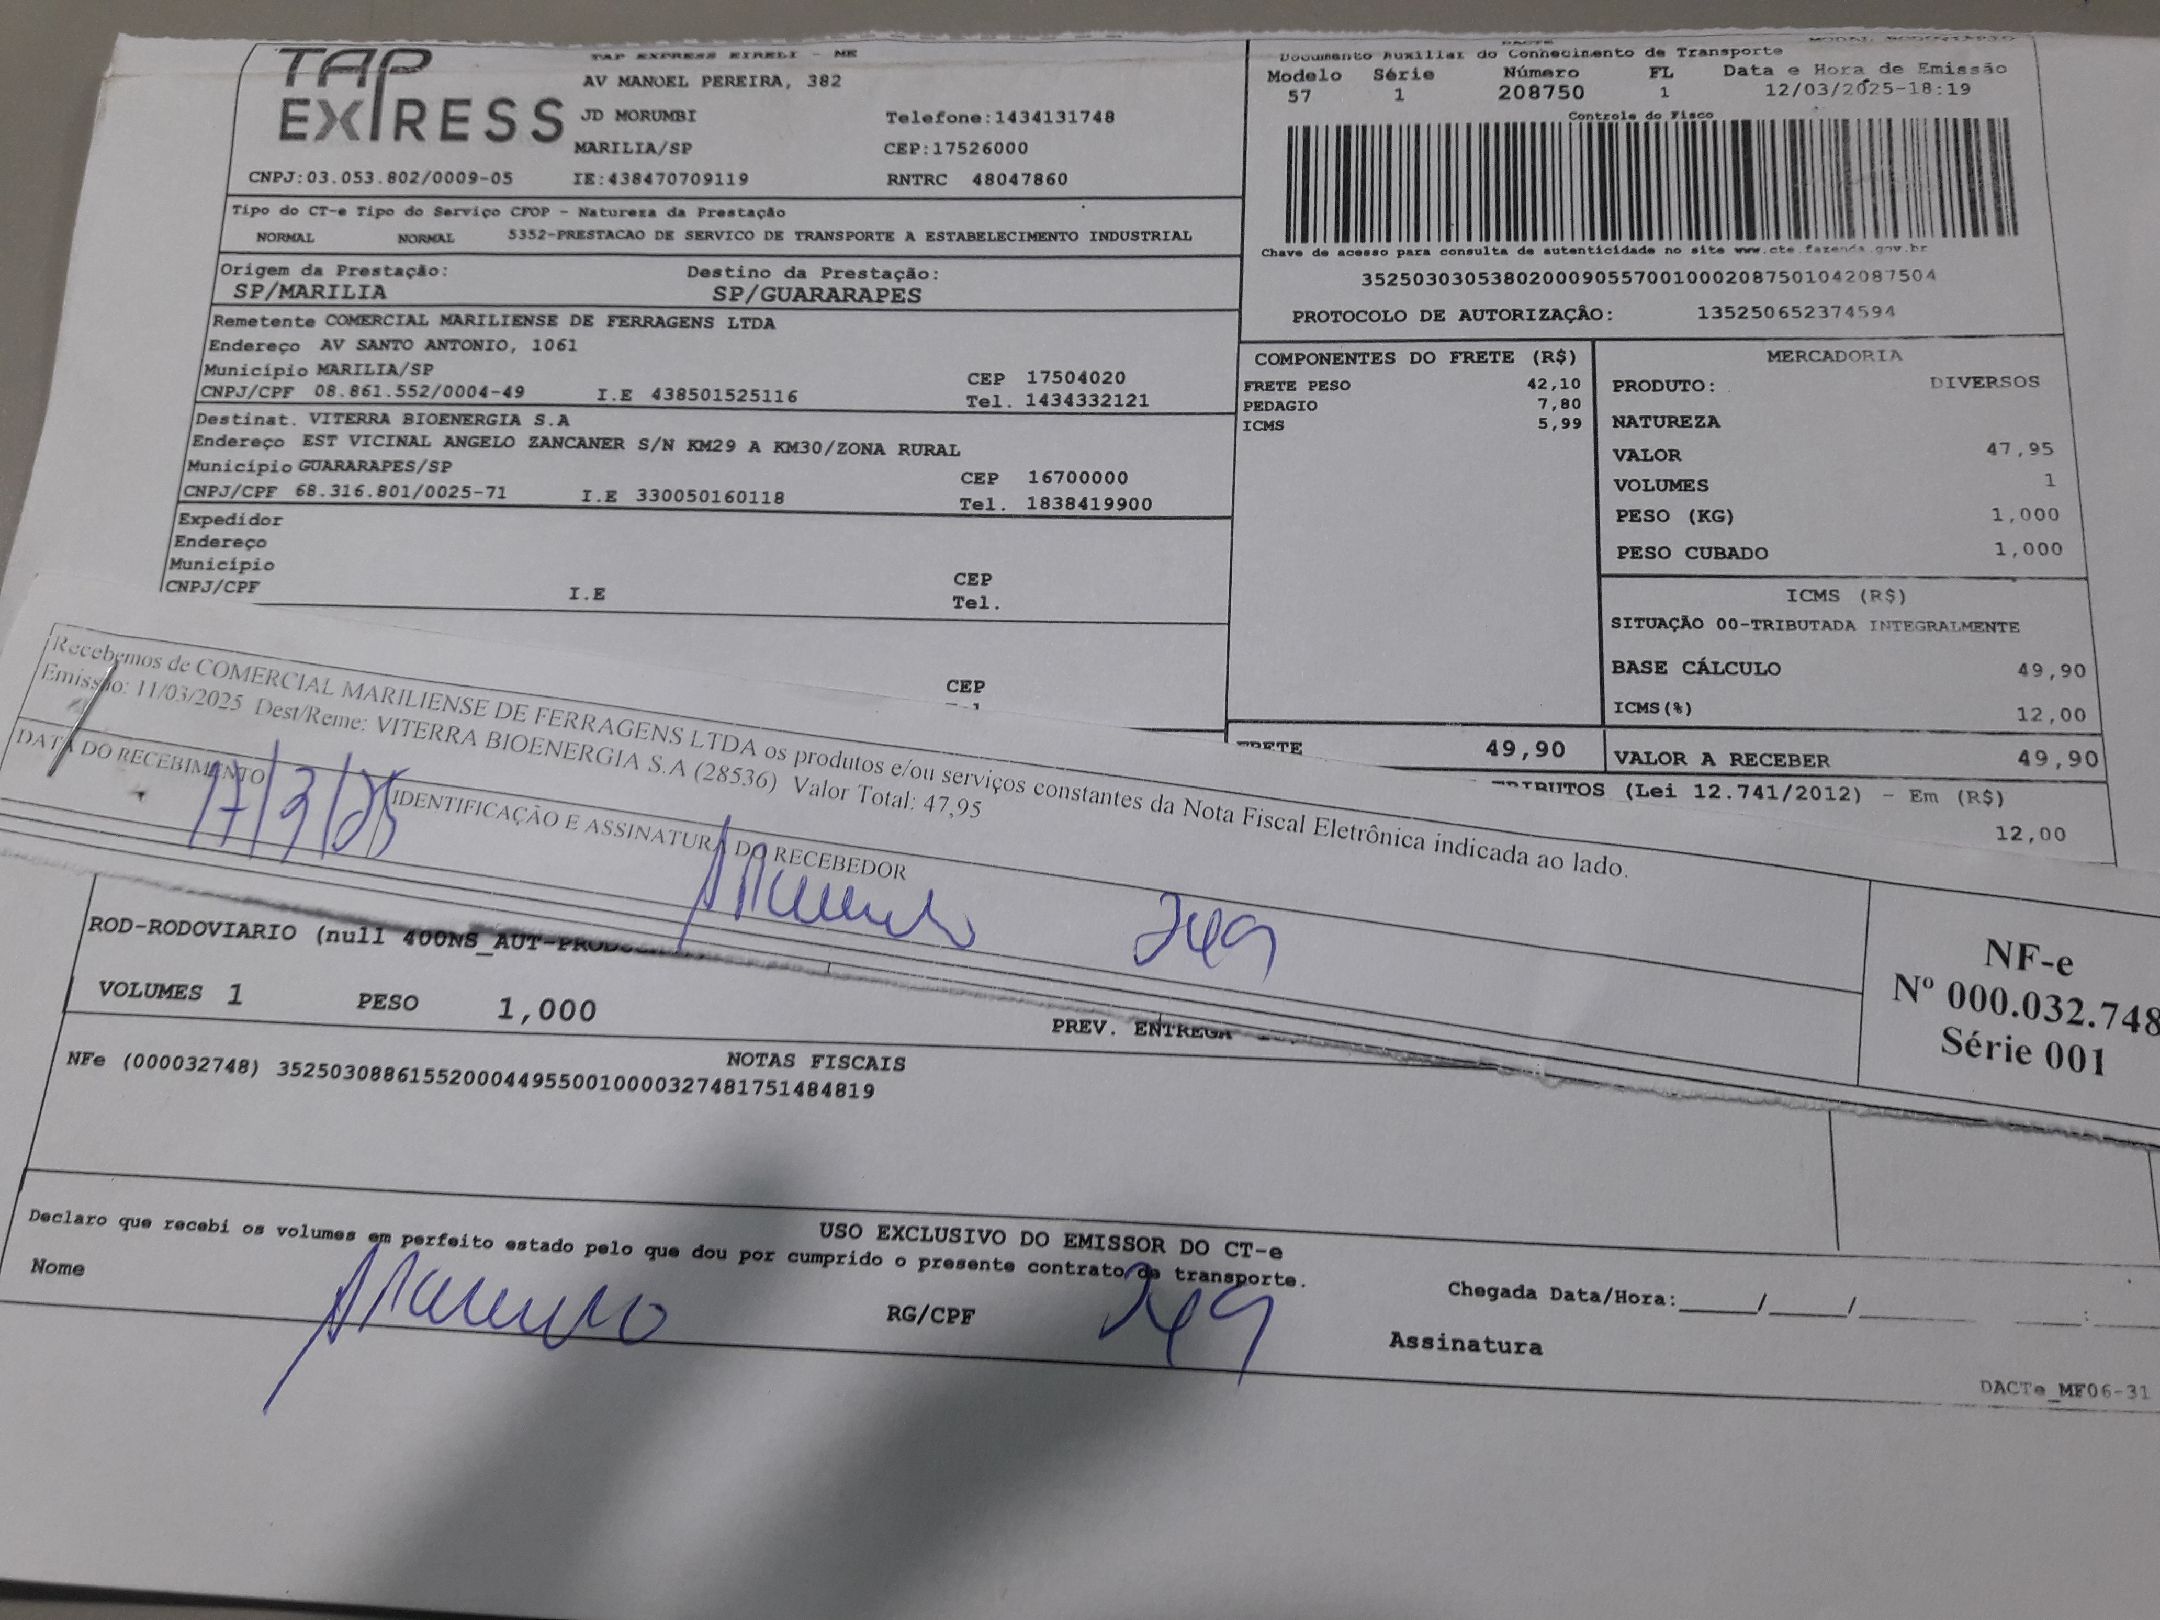 TAP EXPRESS
TAP EXPRESS EIRELI - ME
AV MANOEL PEREIRA, 382
JD MORUMBI Telefone:1434131748
MARILIA/SP CEP:17526000
CNPJ:03.053.802/0009-05 IE:438470709119 RNTRC 48047860
Tipo do CT-e Tipo do Serviço CFOP - Natureza da Prestação
NORMAL NORMAL 5352-PRESTACAO DE SERVICO DE TRANSPORTE A ESTABELECIMENTO INDUSTRIAL
Origem da Prestação: Destino da Prestação:
SP/MARILIA SP/GUARARAPES
Remetente COMERCIAL MARILIENSE DE FERRAGENS LTDA
Endereço AV SANTO ANTONIO, 1061
Município MARILIA/SP CEP 17504020
CNPJ/CPF 08.861.552/0004-49 I.E 438501525116 Tel. 1434332121
Destinat. VITERRA BIOENERGIA S.A
Endereço EST VICINAL ANGELO ZANCANER S/N KM29 A KM30/ZONA RURAL
Município GUARARAPES/SP CEP 16700000
CNPJ/CPF 68.316.801/0025-71 I.E 330050160118 Tel. 1838419900
Expedidor
Endereço
Município CEP
CNPJ/CPF I.E Tel.
CEP
DACTE MODAL RODOVIARIO
Documento Auxiliar do Conhecimento de Transporte
Modelo Série Número FL Data e Hora de Emissão
57 1 208750 1 12/03/2025-18:19
Controle do Fisco
Chave de acesso para consulta de autenticidade no site www.cte.fazenda.gov.br
35250303053802000905570010002087501042087504
PROTOCOLO DE AUTORIZAÇÂO: 135250652374594
COMPONENTES DO FRETE (R$)
FRETE PESO 42,10
PEDAGIO 7,80
ICMS 5,99
MERCADORIA
PRODUTO: DIVERSOS
NATUREZA
VALOR 47,95
VOLUMES 1
PESO (KG) 1,000
PESO CUBADO 1,000
ICMS (R$)
SITUAÇÃO 00-TRIBUTADA INTEGRALMENTE
BASE CÁLCULO 49,90
ICMS(%) 12,00
FRETE 49,90 VALOR A RECEBER 49,90
TRIBUTOS (Lei 12.741/2012) - Em (R$)
12,00
Recebemos de COMERCIAL MARILIENSE DE FERRAGENS LTDA os produtos e/ou serviços constantes da Nota Fiscal Eletrônica indicada ao lado.
Emissão: 11/03/2025 Dest/Reme: VITERRA BIOENERGIA S.A (28536) Valor Total: 47,95
DATA DO RECEBIMENTO IDENTIFICAÇÃO E ASSINATURA DO RECEBEDOR
17/3/25
NF-e
Nº 000.032.748
Série 001
ROD-RODOVIARIO (null 400NS_AUT-
VOLUMES 1 PESO 1,000 PREV. ENTREGA
NOTAS FISCAIS
NFe (000032748) 35250308861552000449550010000327481751484819
USO EXCLUSIVO DO EMISSOR DO CT-e
Declaro que recebi os volumes em perfeito estado pelo que dou por cumprido o presente contrato de transporte.
Nome RG/CPF Chegada Data/Hora:_____/_____/__________ _____:_____
Assinatura
DACTe_MF06-31